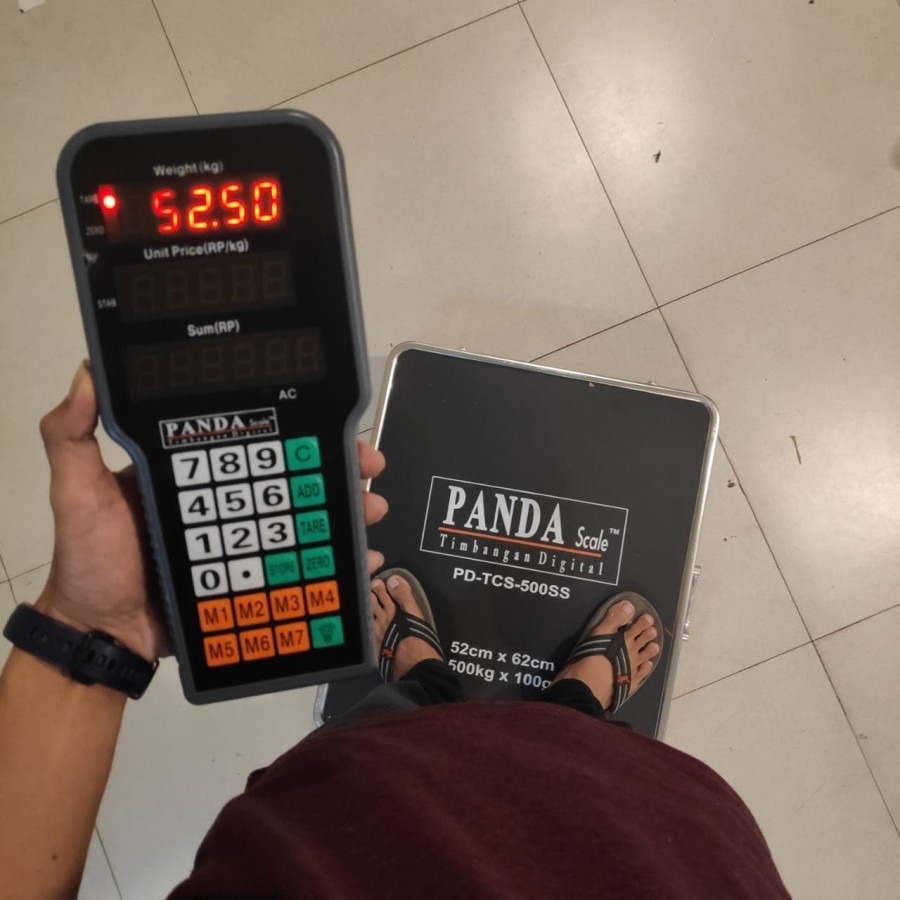 Weight(kg)
TARE
52.50
ZERO
Unit Price(RP/kg)
STAB
Sum(RP)
AC
PANDA Scale
Timbangan Digital
7 8 9 C
4 5 6 ADD
1 2 3 TARE
0 . STORE ZERO
M1 M2 M3 M4
M5 M6 M7
PANDA Scale™
Timbangan Digital
PD-TCS-500SS
52cm x 62cm
500kg x 100g